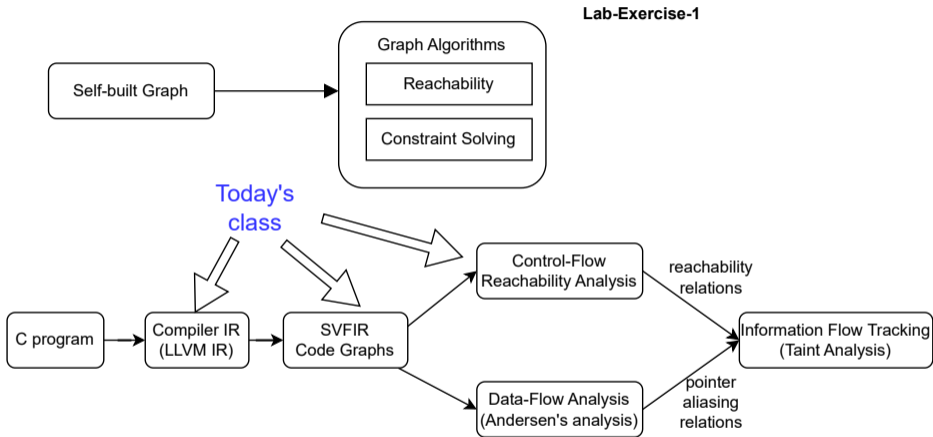 Lab-Exercise-1
Graph Algorithms
Self-built Graph
Reachability
Constraint Solving
Today's
class
Control-Flow
Reachability Analysis
reachability
relations
C program
Compiler IR
(LLVM IR)
SVFIR
Code Graphs
Information Flow Tracking
(Taint Analysis)
Data-Flow Analysis
(Andersen's analysis)
pointer
aliasing
relations